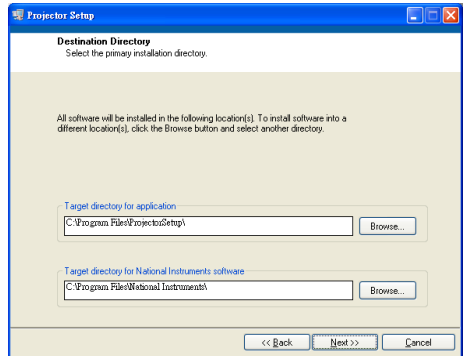 Projector Setup
Destination Directory
Select the primary installation directory.
All software will be installed in the following location(s). To install software into a
different location(s), click the Browse button and select another directory.
Target directory for application
C:\Program Files\ProjectorSetup\
Browse...
Target directory for National Instruments software
C:\Program Files\National Instruments\
Browse...
<< Back
Next >>
Cancel